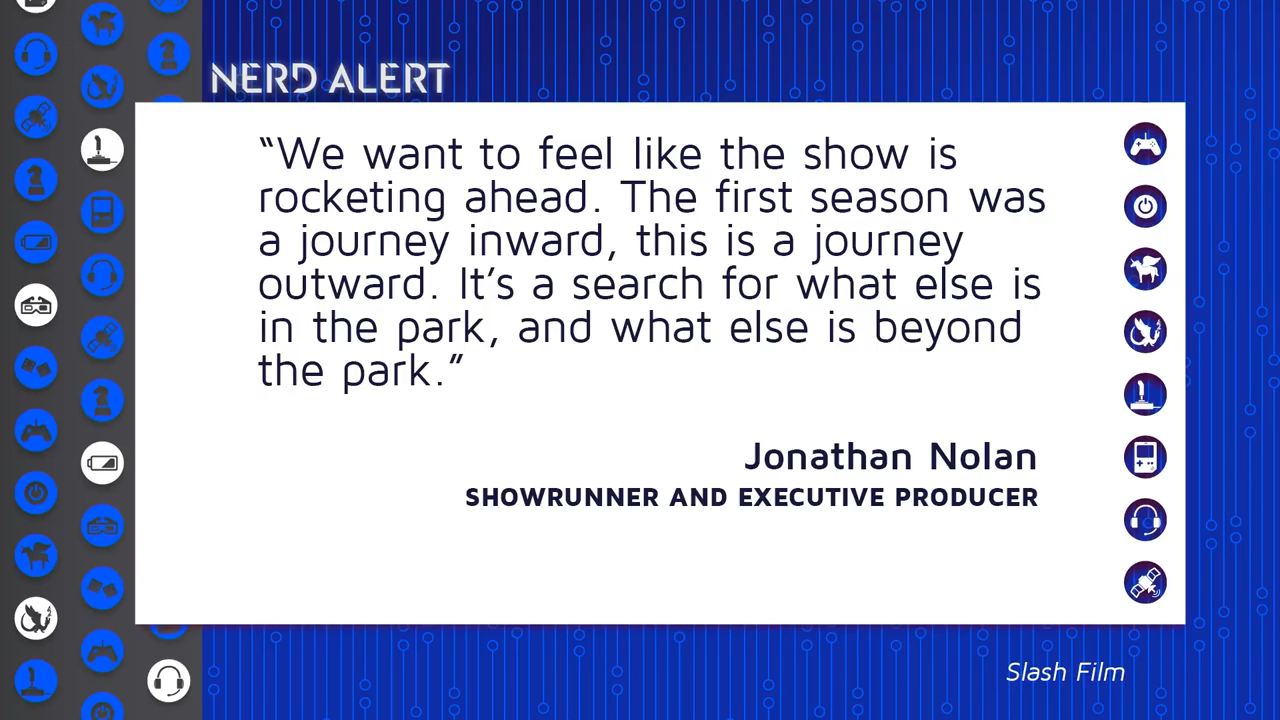 NERD ALERT
“We want to feel like the show is
rocketing ahead. The first season was
a journey inward, this is a journey
outward. It’s a search for what else is
in the park, and what else is beyond
the park.”
Jonathan Nolan
SHOWRUNNER AND EXECUTIVE PRODUCER
Slash Film